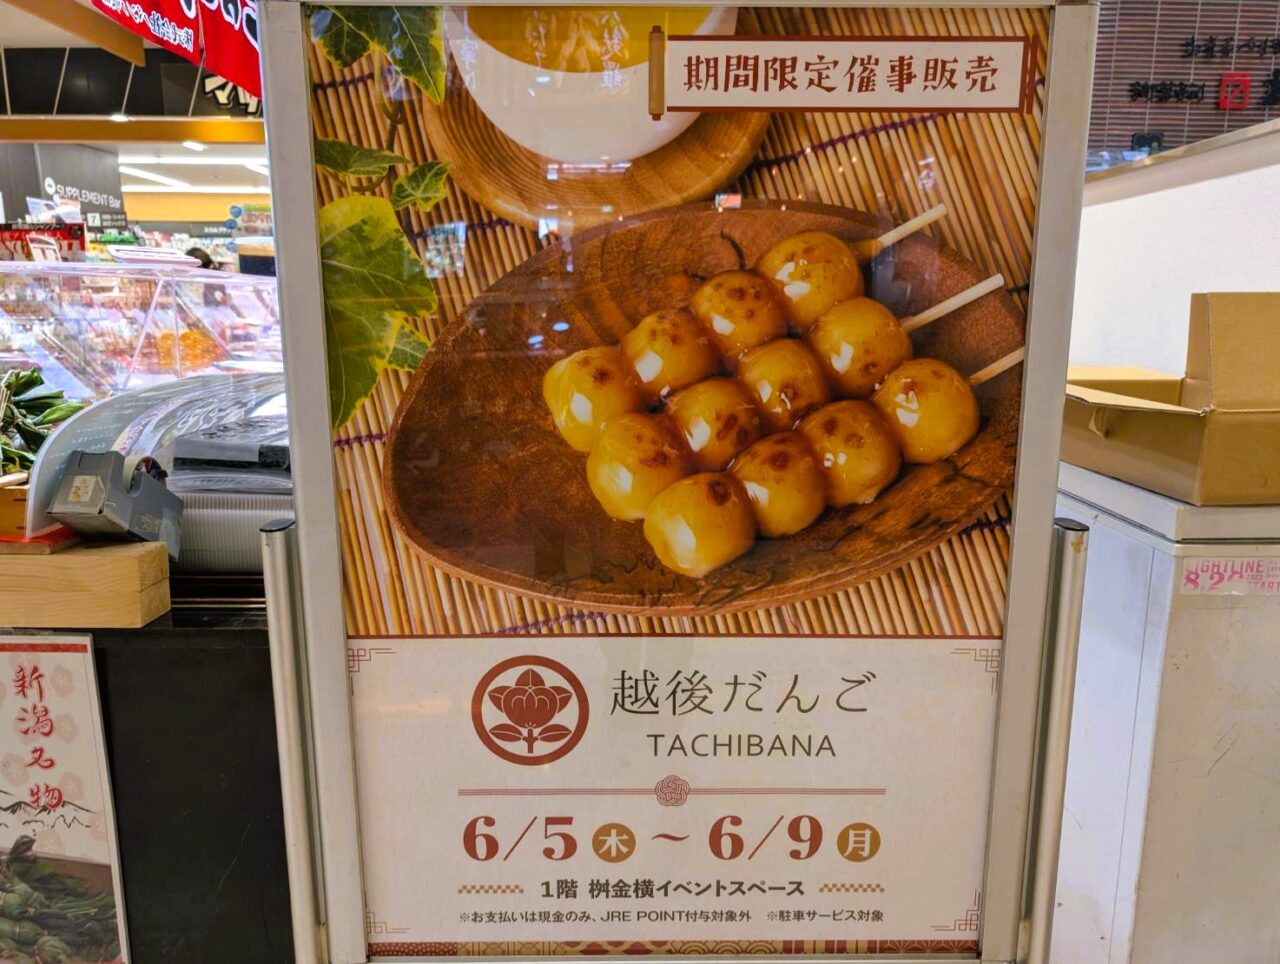 期間限定催事販売
越後だんご
TACHIBANA
6/5 木 ~ 6/9 月
1階 桝金横イベントスペース
※お支払いは現金のみ、JRE POINT付与対象外 ※駐車サービス対象
新潟名物
SUPPLEMENT Bar
7
8.28